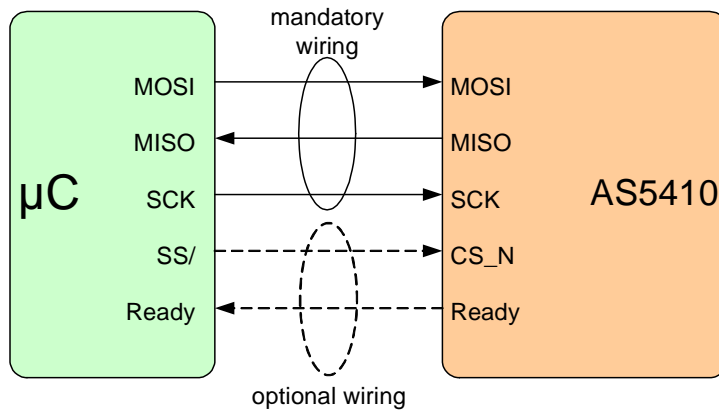 mandatory
wiring
MOSI MOSI
MISO MISO
µC AS5410
SCK SCK
SS/ CS_N
Ready Ready
optional wiring